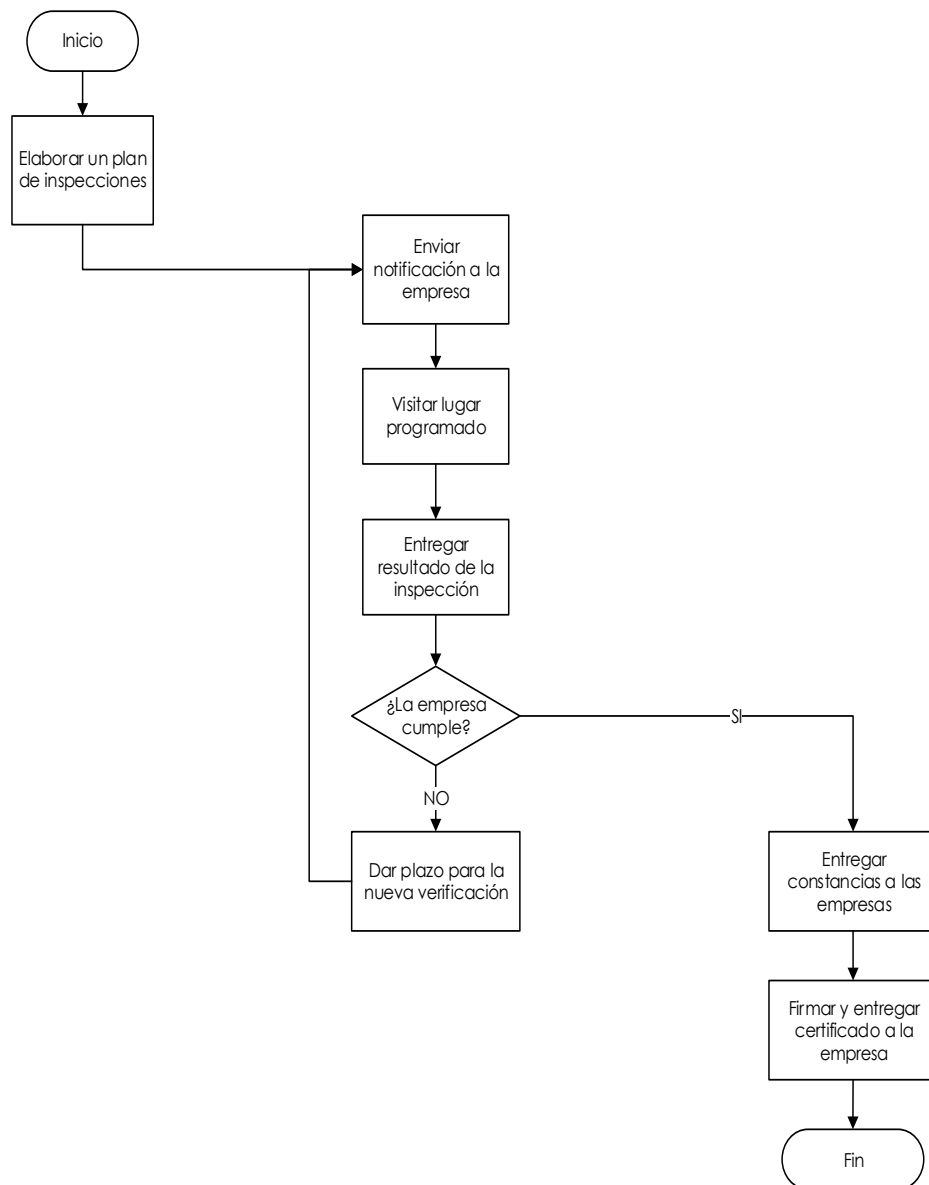 Inicio
Elaborar un plan
de inspecciones
Enviar
notificación a la
empresa
Visitar lugar
programado
Entregar
resultado de la
inspección
¿La empresa
cumple?
SI
NO
Dar plazo para la
nueva verificación
Entregar
constancias a las
empresas
Firmar y entregar
certificado a la
empresa
Fin